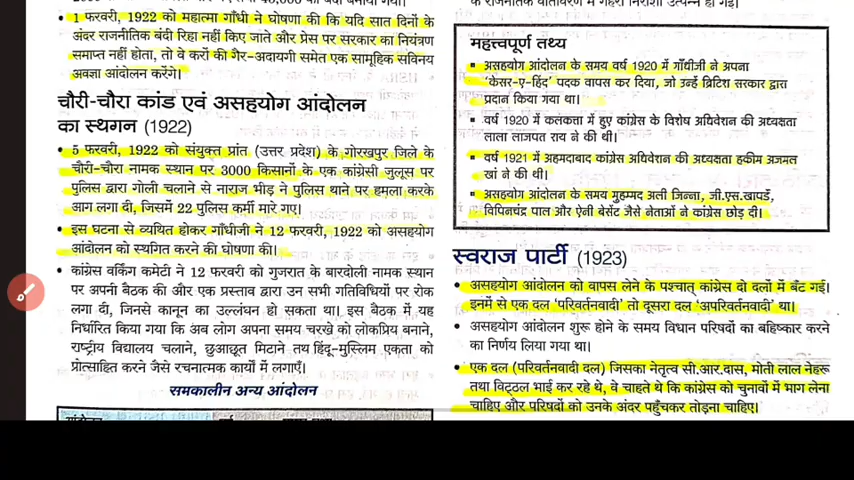 1 फरवरी, 1922 को महात्मा गाँधी ने घोषणा की कि यदि सात दिनों के
अंदर राजनीतिक बंदी रिहा नहीं किए जाते और प्रेस पर सरकार का नियंत्रण
समाप्त नहीं होता, तो वे करों की गैर-अदायगी समेत एक सामूहिक सविनय
अवज्ञा आंदोलन करेंगे।
चौरी-चौरा कांड एवं असहयोग आंदोलन
का स्थगन (1922)
5 फरवरी, 1922 को संयुक्त प्रांत (उत्तर प्रदेश) के गोरखपुर जिले के
चौरी-चौरा नामक स्थान पर 3000 किसानों के एक कांग्रेसी जुलूस पर
पुलिस द्वारा गोली चलाने से नाराज भीड़ ने पुलिस थाने पर हमला करके
आग लगा दी, जिसमें 22 पुलिस कर्मी मारे गए।
इस घटना से व्यथित होकर गाँधीजी ने 12 फरवरी, 1922 को असहयोग
आंदोलन को स्थगित करने की घोषणा की।
कांग्रेस वर्किंग कमेटी ने 12 फरवरी को गुजरात के बारदोली नामक स्थान
पर अपनी बैठक की और एक प्रस्ताव द्वारा उन सभी गतिविधियों पर रोक
लगा दी, जिनसे कानून का उल्लंघन हो सकता था। इस बैठक में यह
निर्धारित किया गया कि अब लोग अपना समय चरखे को लोकप्रिय बनाने,
राष्ट्रीय विद्यालय चलाने, छुआछूत मिटाने तथ हिंदू-मुस्लिम एकता को
प्रोत्साहित करने जैसे रचनात्मक कार्यों में लगाएँ।
समकालीन अन्य आंदोलन
के राजनीतिक वातावरण में गहरी निराशा उत्पन्न हो गई।
महत्त्वपूर्ण तथ्य
असहयोग आंदोलन के समय वर्ष 1920 में गाँधीजी ने अपना
'केसर-ए-हिंद' पदक वापस कर दिया, जो उन्हें ब्रिटिश सरकार द्वारा
प्रदान किया गया था।
वर्ष 1920 में कलकत्ता में हुए कांग्रेस के विशेष अधिवेशन की अध्यक्षता
लाला लाजपत राय ने की थी।
वर्ष 1921 में अहमदाबाद कांग्रेस अधिवेशन की अध्यक्षता हकीम अजमल
खां ने की थी।
असहयोग आंदोलन के समय मुहम्मद अली जिन्ना, जी.एस.खापर्डे,
विपिनचंद्र पाल और ऐनी बेसेंट जैसे नेताओं ने कांग्रेस छोड़ दी।
स्वराज पार्टी (1923)
असहयोग आंदोलन को वापस लेने के पश्चात् कांग्रेस दो दलों में बँट गई।
इनमें से एक दल 'परिवर्तनवादी' तो दूसरा दल 'अपरिवर्तनवादी' था।
असहयोग आंदोलन शुरू होने के समय विधान परिषदों का बहिष्कार करने
का निर्णय लिया गया था।
एक दल (परिवर्तनवादी दल) जिसका नेतृत्व सी.आर.दास, मोती लाल नेहरू
तथा विट्ठल भाई कर रहे थे, वे चाहते थे कि कांग्रेस को चुनावों में भाग लेना
चाहिए और परिषदों को उनके अंदर पहुँचकर तोड़ना चाहिए।